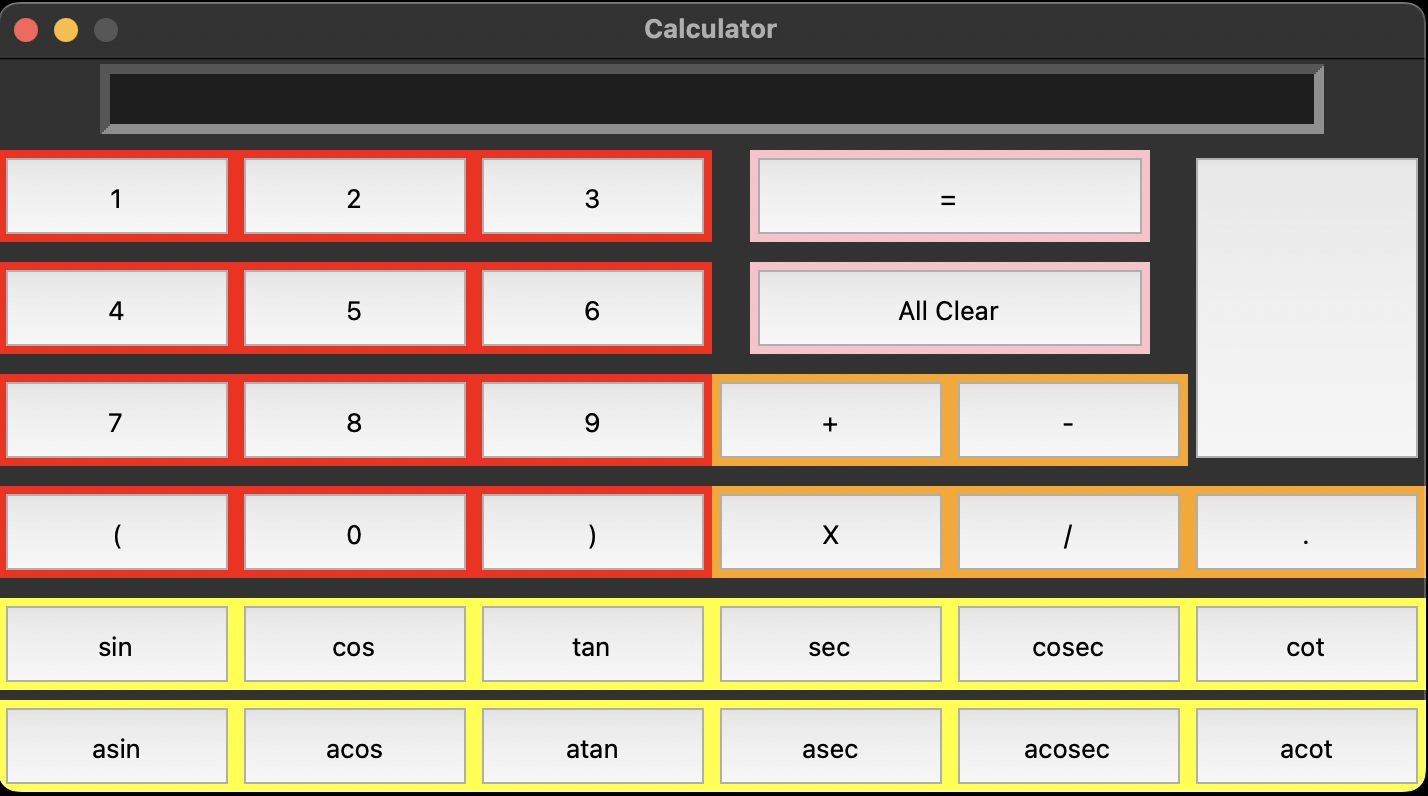 Calculator
1 2 3 =
4 5 6 All Clear
7 8 9 + -
( 0 ) X / .
sin cos tan sec cosec cot
asin acos atan asec acosec acot